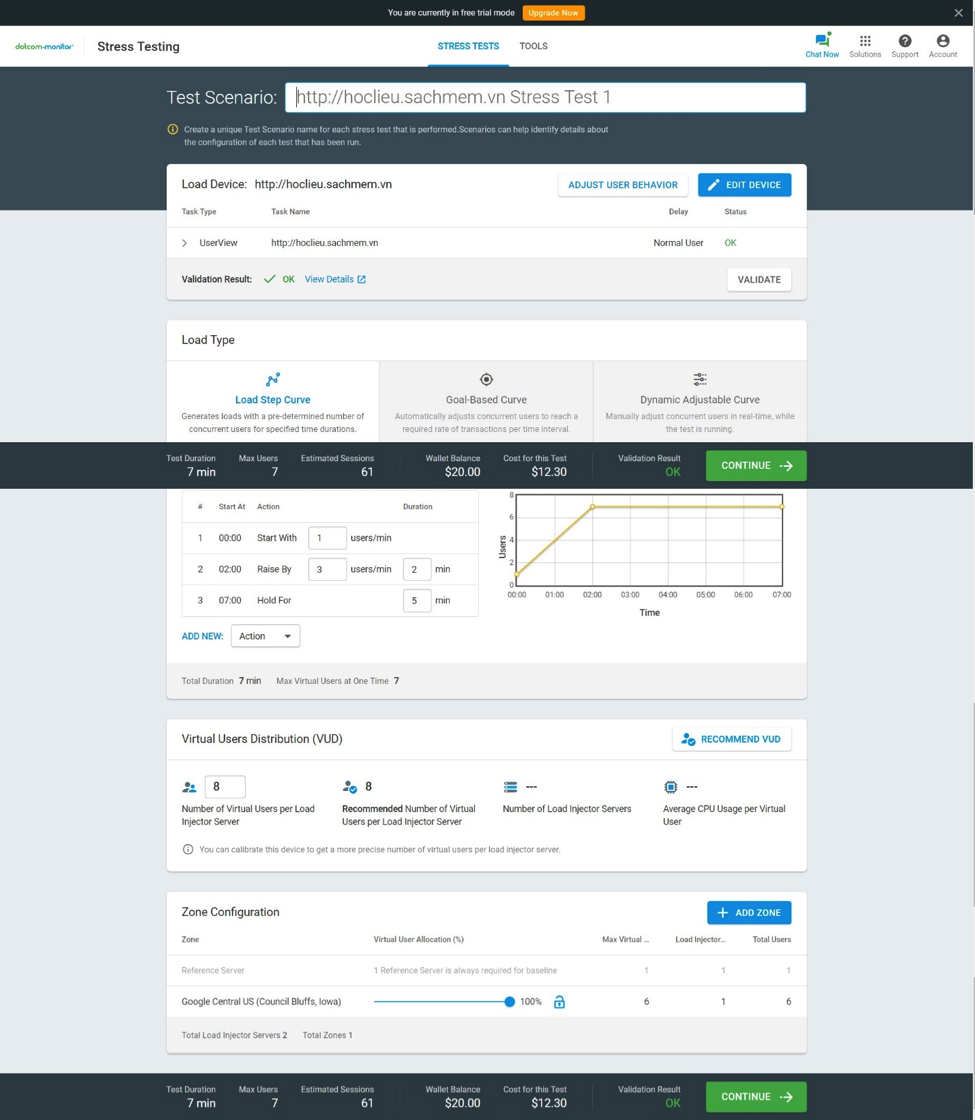 You are currently in free trial mode Upgrade Now
dotcom-monitor® Stress Testing STRESS TESTS TOOLS Chat Now Solutions Support Account
Test Scenario: http://hoclieu.sachmem.vn Stress Test 1
Create a unique Test Scenario name for each stress test that is performed.Scenarios can help identify details about
the configuration of each test that has been run.
Load Device: http://hoclieu.sachmem.vn ADJUST USER BEHAVIOR EDIT DEVICE
Task Type Task Name Delay Status
UserView http://hoclieu.sachmem.vn Normal User OK
Validation Result: OK View Details VALIDATE
Load Type
Load Step Curve Goal-Based Curve Dynamic Adjustable Curve
Generates loads with a pre-determined number of Automatically adjusts concurrent users to reach a Manually adjust concurrent users in real-time, while
concurrent users for specified time durations. required rate of transactions per time interval. the test is running.
Test Duration Max Users Estimated Sessions Wallet Balance Cost for this Test Validation Result
7 min 7 61 $20.00 $12.30 OK CONTINUE
# Start At Action Duration
1 00:00 Start With 1 users/min
2 02:00 Raise By 3 users/min 2 min
3 07:00 Hold For 5 min
8
6
4
2
0
Users
00:00 01:00 02:00 03:00 04:00 05:00 06:00 07:00
Time
ADD NEW: Action
Total Duration 7 min Max Virtual Users at One Time 7
Virtual Users Distribution (VUD) RECOMMEND VUD
8 8 --- ---
Number of Virtual Users per Load Recommended Number of Virtual Number of Load Injector Servers Average CPU Usage per Virtual
Injector Server Users per Load Injector Server User
You can calibrate this device to get a more precise number of virtual users per load injector server.
Zone Configuration ADD ZONE
Zone Virtual User Allocation (%) Max Virtual ... Load Injector... Total Users
Reference Server 1 Reference Server is always required for baseline 1 1 1
Google Central US (Council Bluffs, Iowa) 100% 6 1 6
Total Load Injector Servers 2 Total Zones 1
Test Duration Max Users Estimated Sessions Wallet Balance Cost for this Test Validation Result
7 min 7 61 $20.00 $12.30 OK CONTINUE